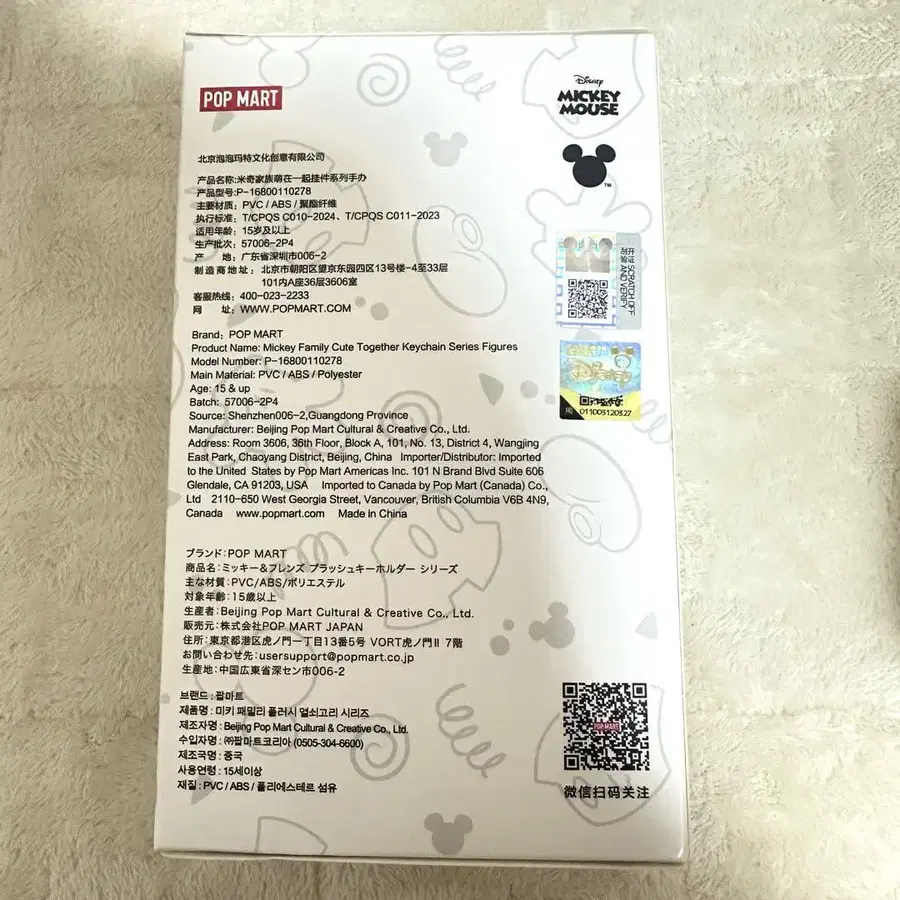 POP MART
Disney
MICKEY
MOUSE
TM
北京泡泡玛特文化创意有限公司
产品名称:米奇家族萌在一起挂件系列手办
产品型号:P-16800110278
主要材质：PVC / ABS / 聚酯纤维
执行标准：T/CPQS C010-2024、T/CPQS C011-2023
适用年龄：15岁及以上
生产批次：57006-2P4
产 地：广东省深圳市006-2
制造商地址：北京市朝阳区望京东园四区13号楼-4至33层
101内A座36层3606室
客服热线：400-023-2233
网 址：WWW.POPMART.COM
刮开涂层 SCRATCH OFF
AND VERIFY
Disney
011003120327
Brand：POP MART
Product Name: Mickey Family Cute Together Keychain Series Figures
Model Number: P-16800110278
Main Material: PVC / ABS / Polyester
Age: 15 & up
Batch: 57006-2P4
Source: Shenzhen006-2,Guangdong Province
Manufacturer: Beijing Pop Mart Cultural & Creative Co., Ltd.
Address: Room 3606, 36th Floor, Block A, 101, No. 13, District 4, Wangjing
East Park, Chaoyang District, Beijing, China Importer/Distributor: Imported
to the United States by Pop Mart Americas Inc. 101 N Brand Blvd Suite 606
Glendale, CA 91203, USA Imported to Canada by Pop Mart (Canada) Co.,
Ltd 2110-650 West Georgia Street, Vancouver, British Columbia V6B 4N9,
Canada www.popmart.com Made in China
ブランド：POP MART
商品名：ミッキー&フレンズ プラッシュキーホルダー シリーズ
主な材質：PVC/ABS/ポリエステル
対象年齢：15歳以上
生産者：Beijing Pop Mart Cultural & Creative Co., Ltd.
販売元：株式会社POP MART JAPAN
住所：東京都港区虎ノ門一丁目13番5号 VORT虎ノ門Ⅱ 7階
お問い合わせ先：usersupport@popmart.co.jp
生産地：中国広東省深セン市006-2
브랜드 : 팝마트
제품명 : 미키 패밀리 플러시 열쇠고리 시리즈
제조자명 : Beijing Pop Mart Cultural & Creative Co., Ltd.
수입자명 : ㈜팝마트코리아 (0505-304-6600)
제조국명 : 중국
사용연령 : 15세이상
재질 : PVC / ABS / 폴리에스테르 섬유
POP MART
微信扫码关注